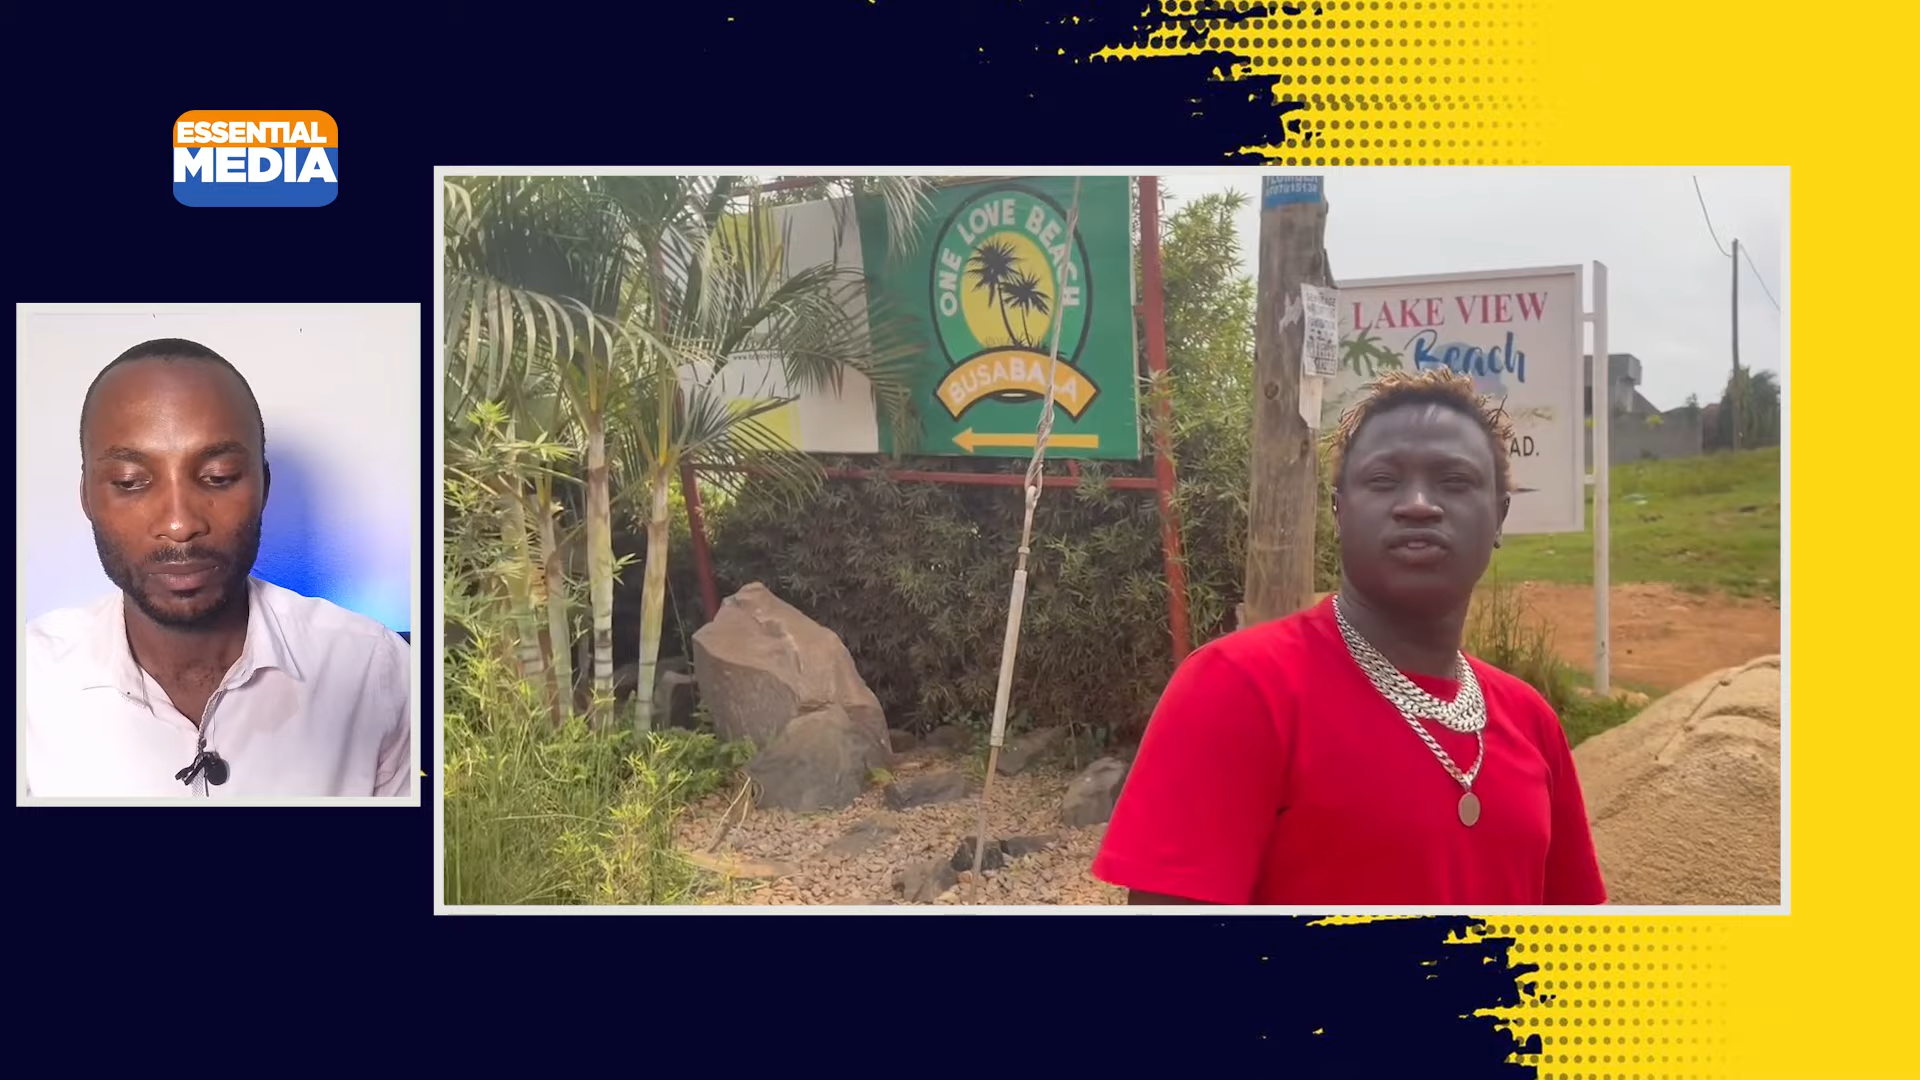 ESSENTIAL
MEDIA
ONE LOVE BEACH
BUSABALA
LAKE VIEW
Beach
AD.